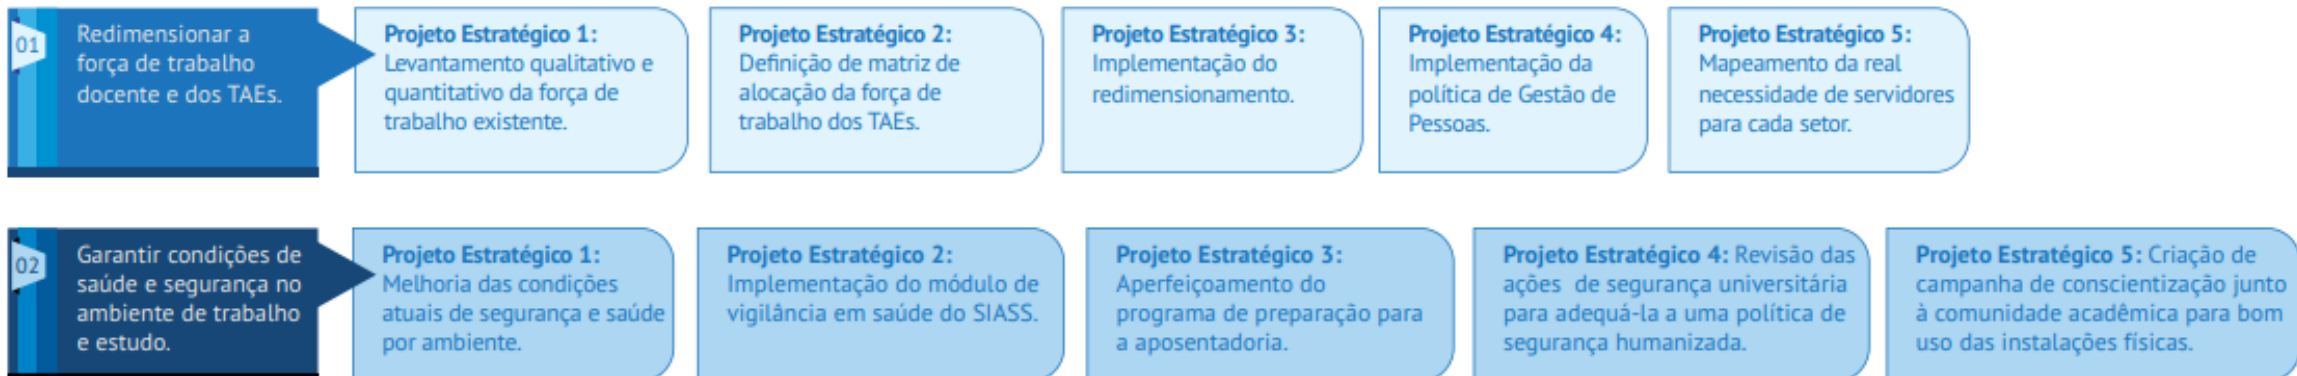 01
Redimensionar a
força de trabalho
docente e dos TAEs.
Projeto Estratégico 1:
Levantamento qualitativo e
quantitativo da força de
trabalho existente.
Projeto Estratégico 2:
Definição de matriz de
alocação da força de
trabalho dos TAEs.
Projeto Estratégico 3:
Implementação do
redimensionamento.
Projeto Estratégico 4:
Implementação da
política de Gestão de
Pessoas.
Projeto Estratégico 5:
Mapeamento da real
necessidade de servidores
para cada setor.
02
Garantir condições de
saúde e segurança no
ambiente de trabalho
e estudo.
Projeto Estratégico 1:
Melhoria das condições
atuais de segurança e saúde
por ambiente.
Projeto Estratégico 2:
Implementação do módulo de
vigilância em saúde do SIASS.
Projeto Estratégico 3:
Aperfeiçoamento do
programa de preparação para
a aposentadoria.
Projeto Estratégico 4: Revisão das
ações de segurança universitária
para adequá-la a uma política de
segurança humanizada.
Projeto Estratégico 5: Criação de
campanha de conscientização junto
à comunidade acadêmica para bom
uso das instalações físicas.